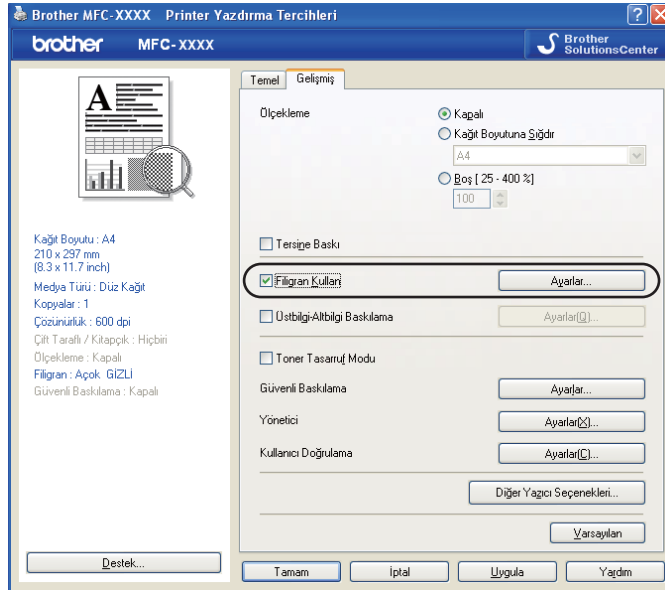 Brother MFC-XXXX Printer Yazdırma Tercihleri
brother MFC-XXXX
Brother
SolutionsCenter
A
Kağıt Boyutu : A4
210 x 297 mm
(8.3 x 11.7 inch)
Medya Türü : Düz Kağıt
Kopyalar : 1
Çözünürlük : 600 dpi
Çift Taraflı / Kitapçık : Hiçbiri
Ölçekleme : Kapalı
Filigran : Açok GİZLİ
Güvenli Baskılama : Kapalı
Destek...
Temel Gelişmiş
Ölçekleme
Kapalı
Kağıt Boyutuna Sığdır
A4
Boş [ 25 - 400 %]
100
Tersine Baskı
Filigran Kullan Ayarlar...
Üstbilgi-Altbilgi Baskılama Ayarlar(Q)...
Toner Tasarruf Modu
Güvenli Baskılama Ayarlar...
Yönetici Ayarlar(X)...
Kullanıcı Doğrulama Ayarlar(C)...
Diğer Yazıcı Seçenekleri...
Varsayılan
Tamam İptal Uygula Yardım